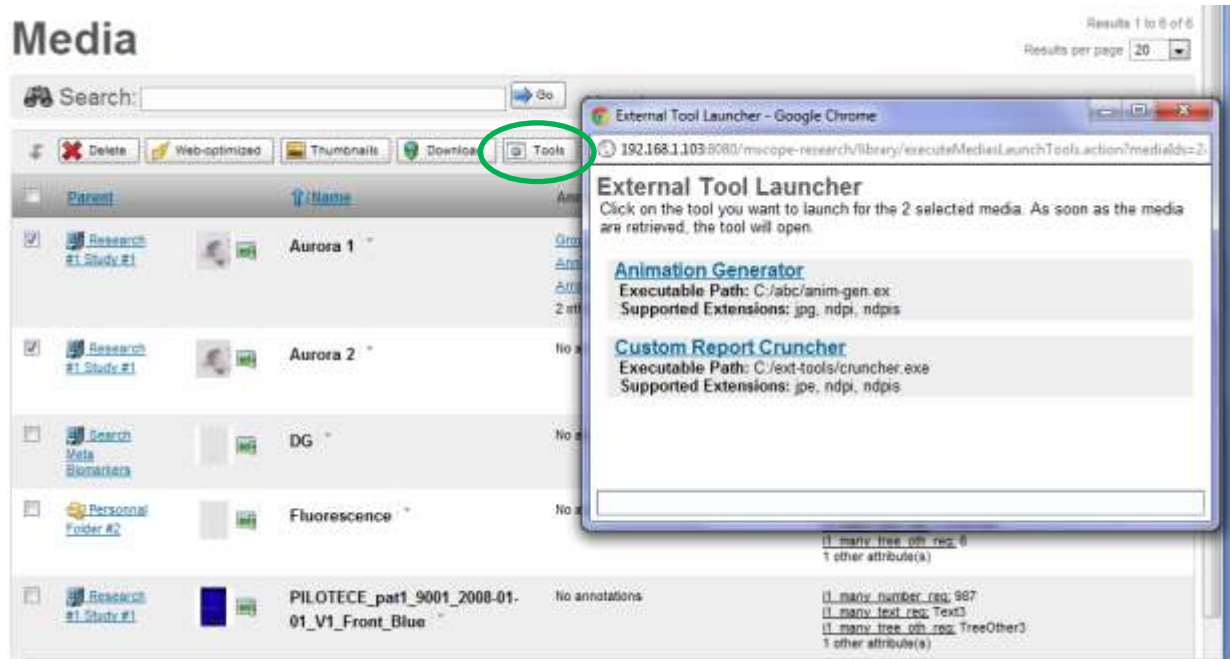 Results 1 to 6 of 6
Media
Results per page 20
Search: Go
Delete Web-optimized Thumbnails Download Tools
External Tool Launcher - Google Chrome
192.168.1.103:8080/mscope-research/library/executeMediasLaunchTools.action?mediaIds=2
External Tool Launcher
Click on the tool you want to launch for the 2 selected media. As soon as the media
are retrieved, the tool will open.
Animation Generator
Executable Path: C:/abc/anim-gen.ex
Supported Extensions: jpg, ndpi, ndpis
Custom Report Cruncher
Executable Path: C:/ext-tools/cruncher.exe
Supported Extensions: jpe, ndpi, ndpis
Parent Name
Research
#1 Study #1
Aurora 1
Research
#1 Study #1
Aurora 2
No
Search
Meta
Biomarkers
DG
No
Personnal
Folder #2
Fluorescence
No
i1_many_tree_oth_req: 6
1 other attribute(s)
Research
#1 Study #1
PILOTECE_pat1_9001_2008-01-
01_V1_Front_Blue
No annotations
i1_many_number_req: 987
i1_many_text_req: Text3
i1_many_tree_oth_req: TreeOther3
1 other attribute(s)